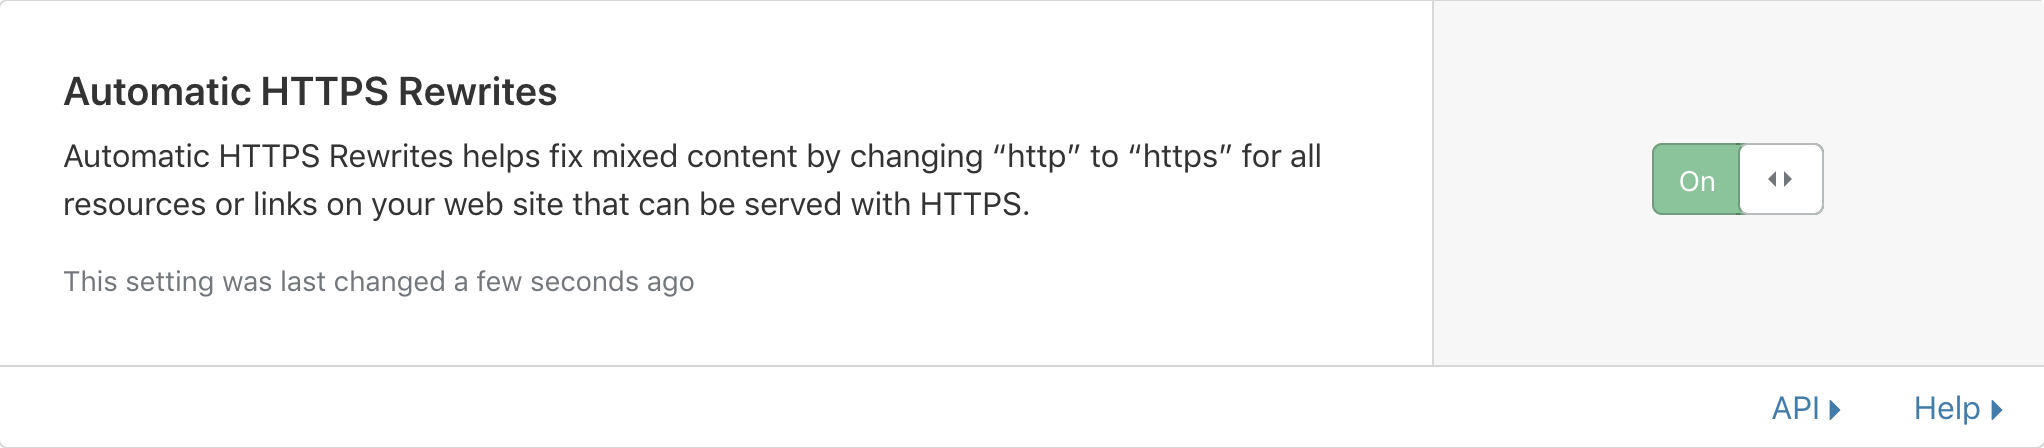 Automatic HTTPS Rewrites
Automatic HTTPS Rewrites helps fix mixed content by changing “http” to “https” for all
resources or links on your web site that can be served with HTTPS.
On
This setting was last changed a few seconds ago
API
Help